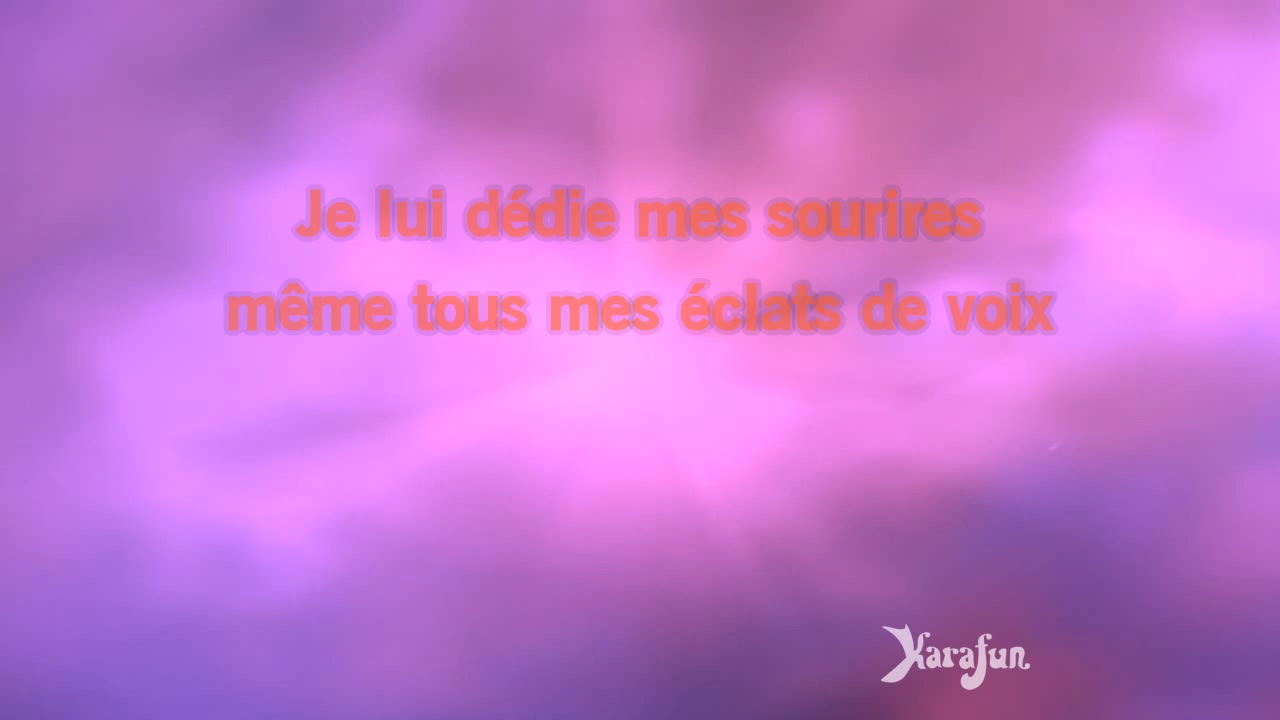 Je lui dédie mes sourires
même tous mes éclats de voix
Karafun